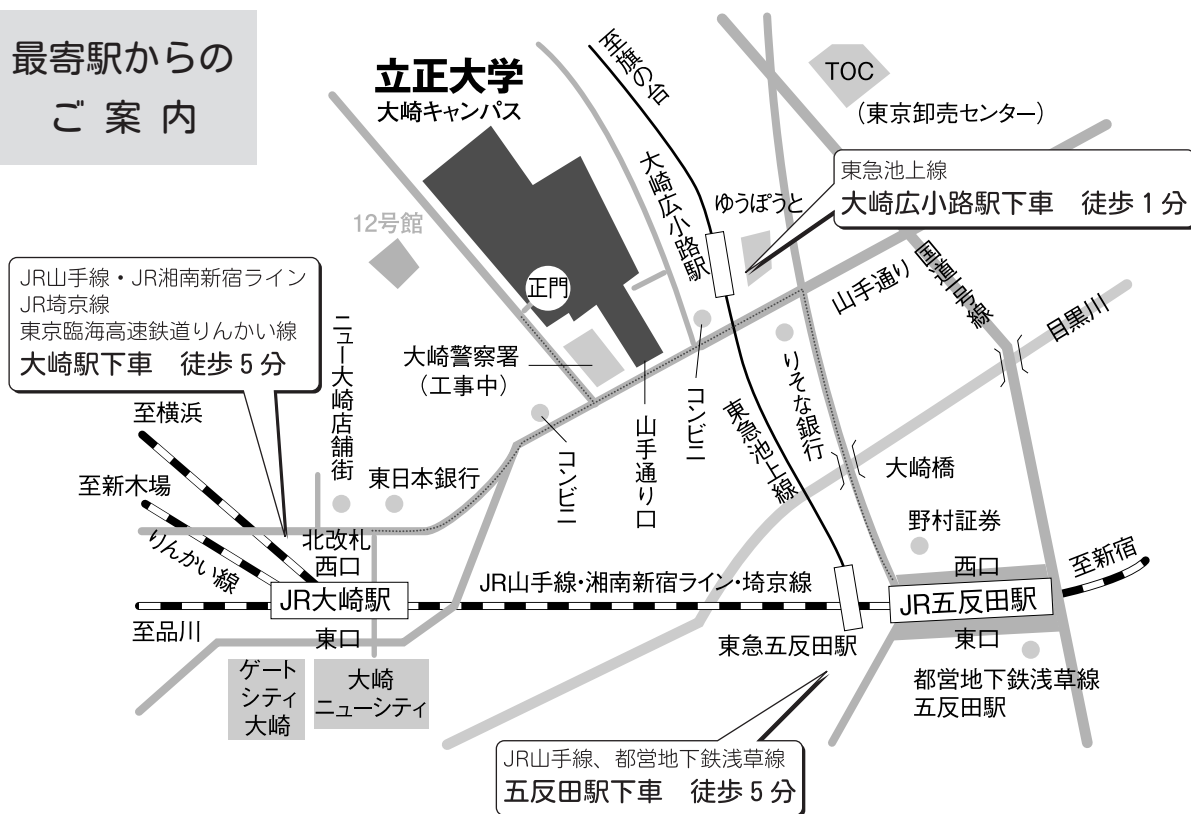 最寄駅からの
ご案内
立正大学
大崎キャンパス
至旗の台
TOC
(東京卸売センター)
東急池上線
大崎広小路駅下車　徒歩1分
大崎広小路駅
ゆうぽうと
12号館
正門
山手通り
国道一号線
目黒川
JR山手線・JR湘南新宿ライン
JR埼京線
東京臨海高速鉄道りんかい線
大崎駅下車　徒歩5分
ニュー大崎店舗街
大崎警察署
(工事中)
コンビニ
りそな銀行
至横浜
至新木場
東日本銀行
コンビニ
山手通り口
東急池上線
大崎橋
野村証券
りんかい線
北改札
西口
JR大崎駅
東口
至品川
JR山手線・湘南新宿ライン・埼京線
西口
JR五反田駅
東口
至新宿
東急五反田駅
都営地下鉄浅草線
五反田駅
ゲート
シティ
大崎
大崎
ニューシティ
JR山手線、都営地下鉄浅草線
五反田駅下車　徒歩5分